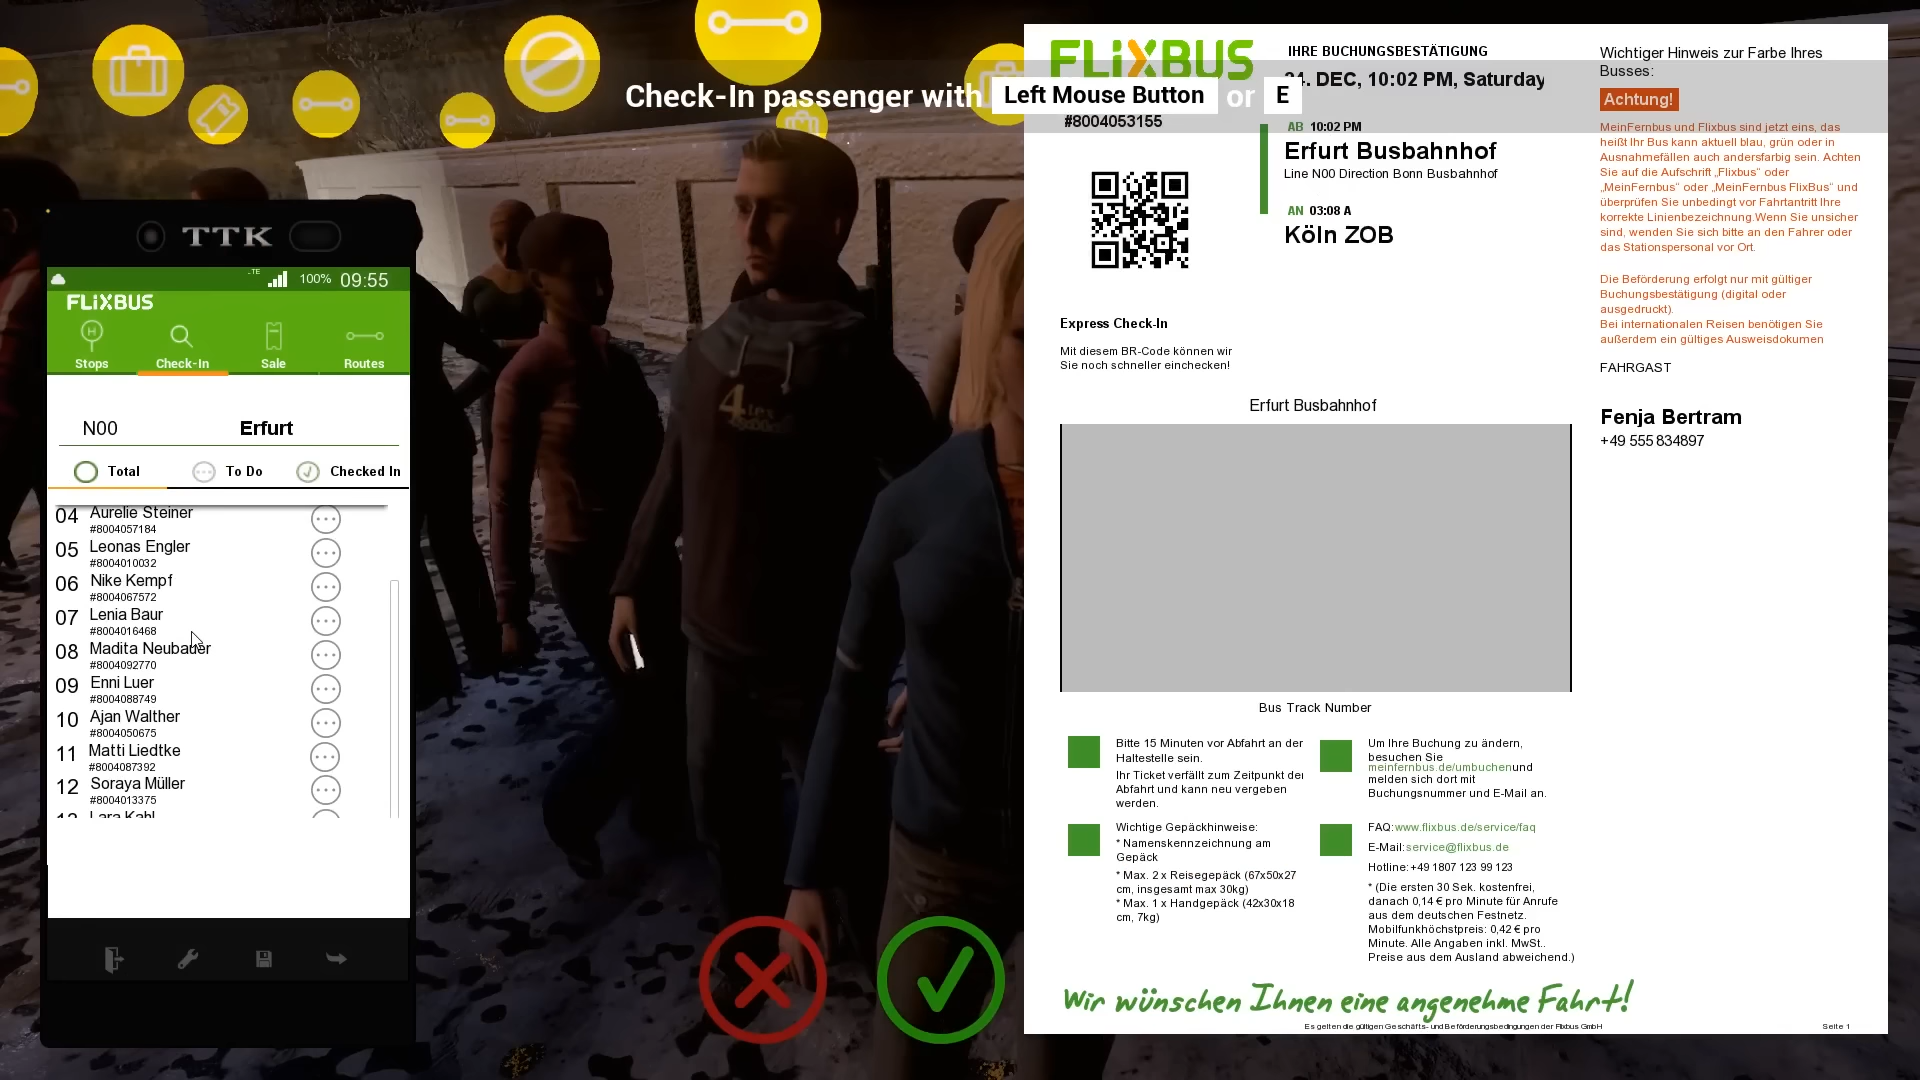 Check-In passenger with Left Mouse Button or E
TTK
LTE 100% 09:55
FLiXBUS
Stops Check-In Sale Routes
N00 Erfurt
Total To Do Checked In
04 Aurelie Steiner
#8004057184
05 Leonas Engler
#8004010032
06 Nike Kempf
#8004067572
07 Lenia Baur
#8004016468
08 Madita Neubauer
#8004092770
09 Enni Luer
#8004088749
10 Ajan Walther
#8004050675
11 Matti Liedtke
#8004087392
12 Soraya Müller
#8004013375
13 Lara Kahl
4
FLiXBUS
#8004053155
Express Check-In
Mit diesem BR-Code können wir
Sie noch schneller einchecken!
IHRE BUCHUNGSBESTÄTIGUNG
24. DEC, 10:02 PM, Saturday
AB 10:02 PM
Erfurt Busbahnhof
Line N00 Direction Bonn Busbahnhof
AN 03:08 A
Köln ZOB
Erfurt Busbahnhof
Bus Track Number
Bitte 15 Minuten vor Abfahrt an der
Haltestelle sein.
Ihr Ticket verfällt zum Zeitpunkt der
Abfahrt und kann neu vergeben
werden.
Wichtige Gepäckhinweise:
* Namenskennzeichnung am
Gepäck
* Max. 2 x Reisegepäck (67x50x27
cm, insgesamt max 30kg)
* Max. 1 x Handgepäck (42x30x18
cm, 7kg)
Um Ihre Buchung zu ändern,
besuchen Sie
meinfernbus.de/umbuchenund
melden sich dort mit
Buchungsnummer und E-Mail an.
FAQ:www.flixbus.de/service/faq
E-Mail:service@flixbus.de
Hotline:+49 1807 123 99 123
* (Die ersten 30 Sek. kostenfrei,
danach 0,14 € pro Minute für Anrufe
aus dem deutschen Festnetz.
Mobilfunkhöchstpreis: 0,42 € pro
Minute. Alle Angaben inkl. MwSt..
Preise aus dem Ausland abweichend.)
Wichtiger Hinweis zur Farbe Ihres
Busses:
Achtung!
MeinFernbus und Flixbus sind jetzt eins, das
heißt Ihr Bus kann aktuell blau, grün oder in
Ausnahmefällen auch andersfarbig sein. Achten
Sie auf die Aufschrift „Flixbus“ oder
„MeinFernbus“ oder „MeinFernbus FlixBus“ und
überprüfen Sie unbedingt vor Fahrtantritt Ihre
korrekte Linienbezeichnung.Wenn Sie unsicher
sind, wenden Sie sich bitte an den Fahrer oder
das Stationspersonal vor Ort.
Die Beförderung erfolgt nur mit gültiger
Buchungsbestätigung (digital oder
ausgedruckt).
Bei internationalen Reisen benötigen Sie
außerdem ein gültiges Ausweisdokumen
FAHRGAST
Fenja Bertram
+49 555 834897
Wir wünschen Ihnen eine angenehme Fahrt!
Es gelten die gültigen Geschäfts- und Beförderungsbedingungen der Flixbus GmbH
Seite 1